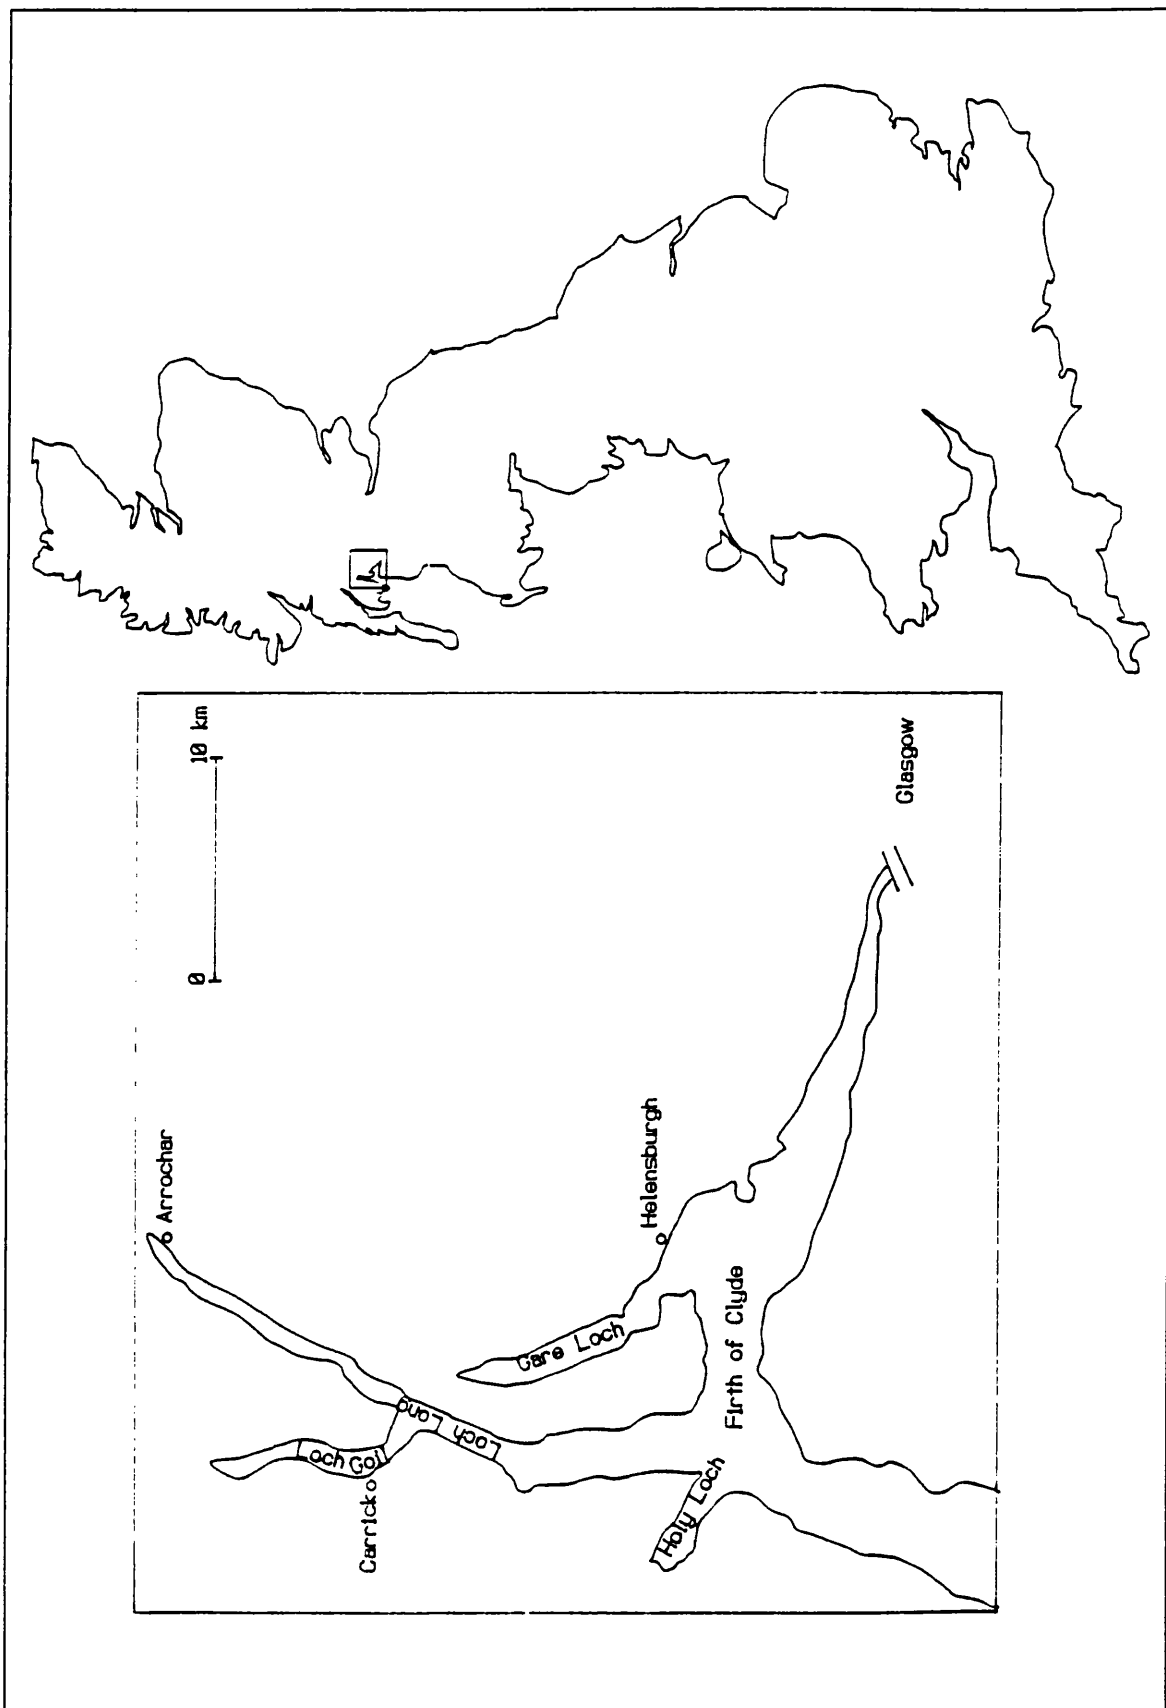 0 10 km
Arrochar
Loch Goil
Carrick
Loch Long
Gare Loch
Helensburgh
Holy Loch
Firth of Clyde
Glasgow